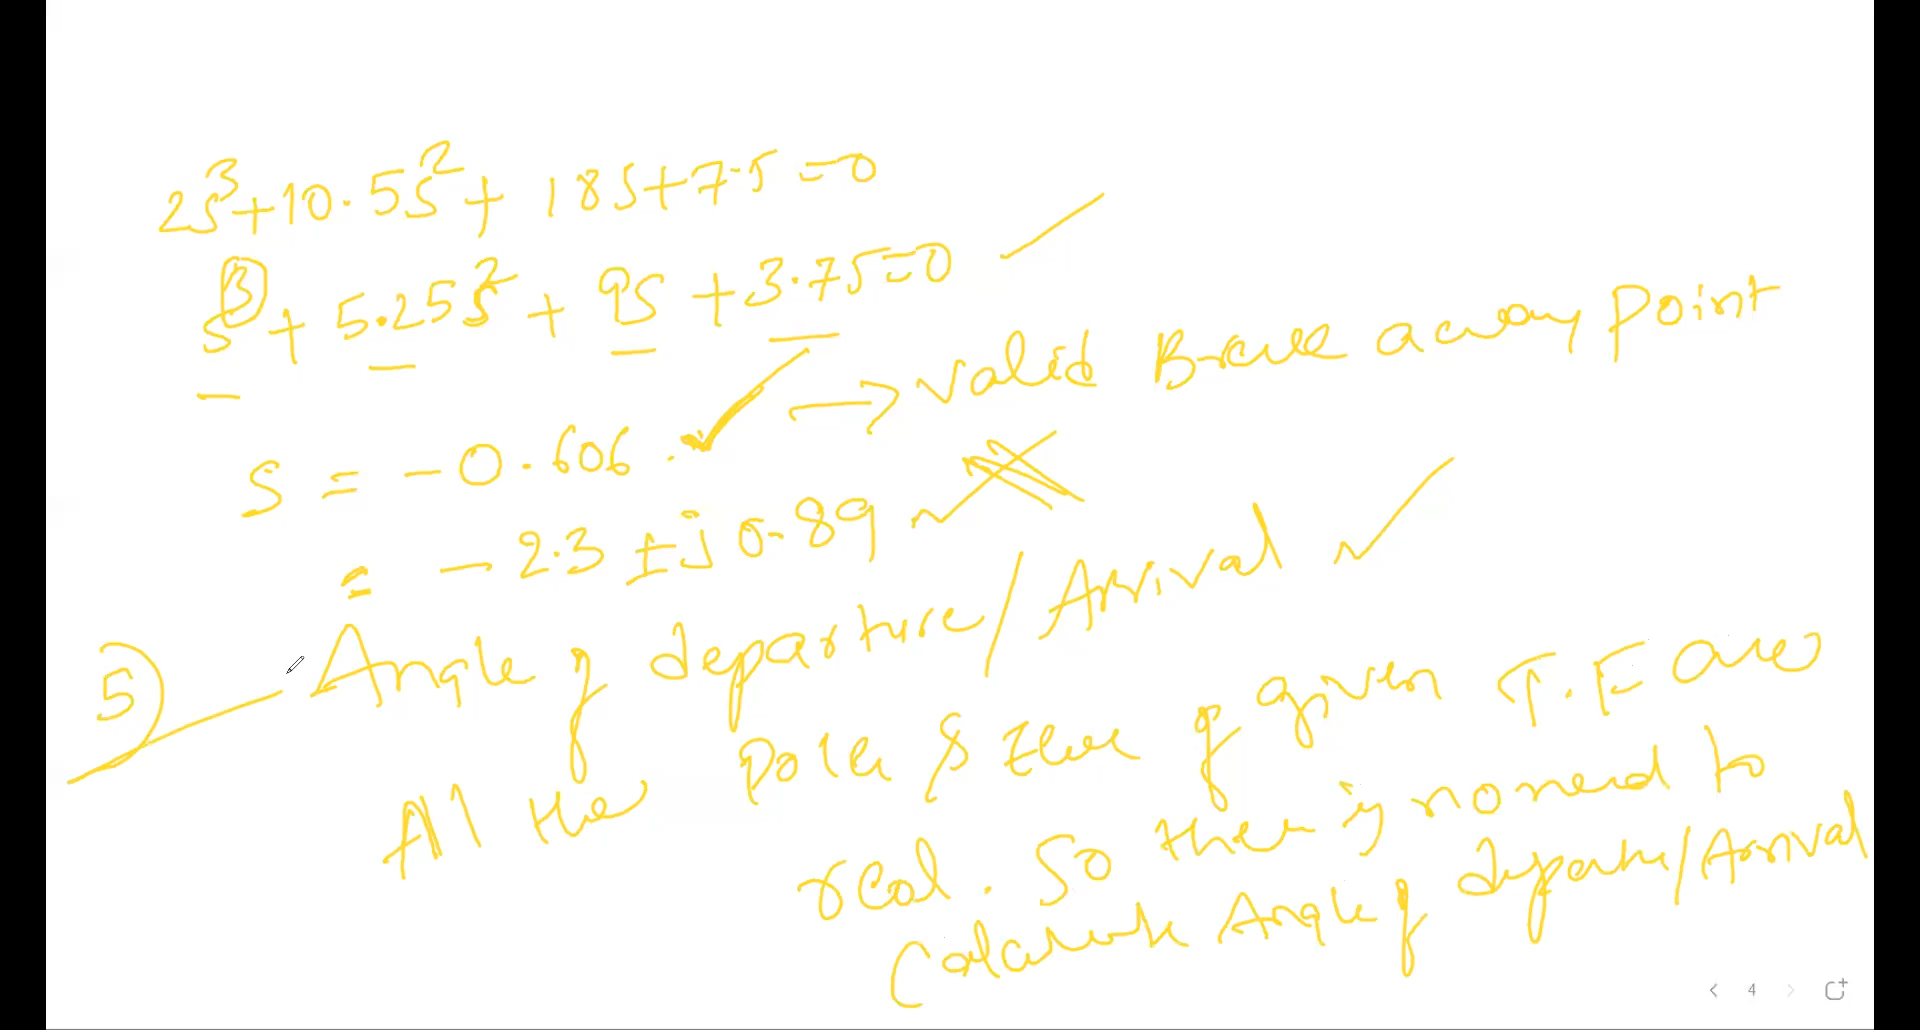 2s³+10.5s²+18s+7.5=0
s³+5.25s²+9s+3.75=0
s = -0.606. → valid Break away point
= -2.3 ±j 0.89
5 Angle of departure/Arrival
All the Poles & Zeros of given T.F are
real. So there is no need to
Calculate Angle of departure/Arrival
4